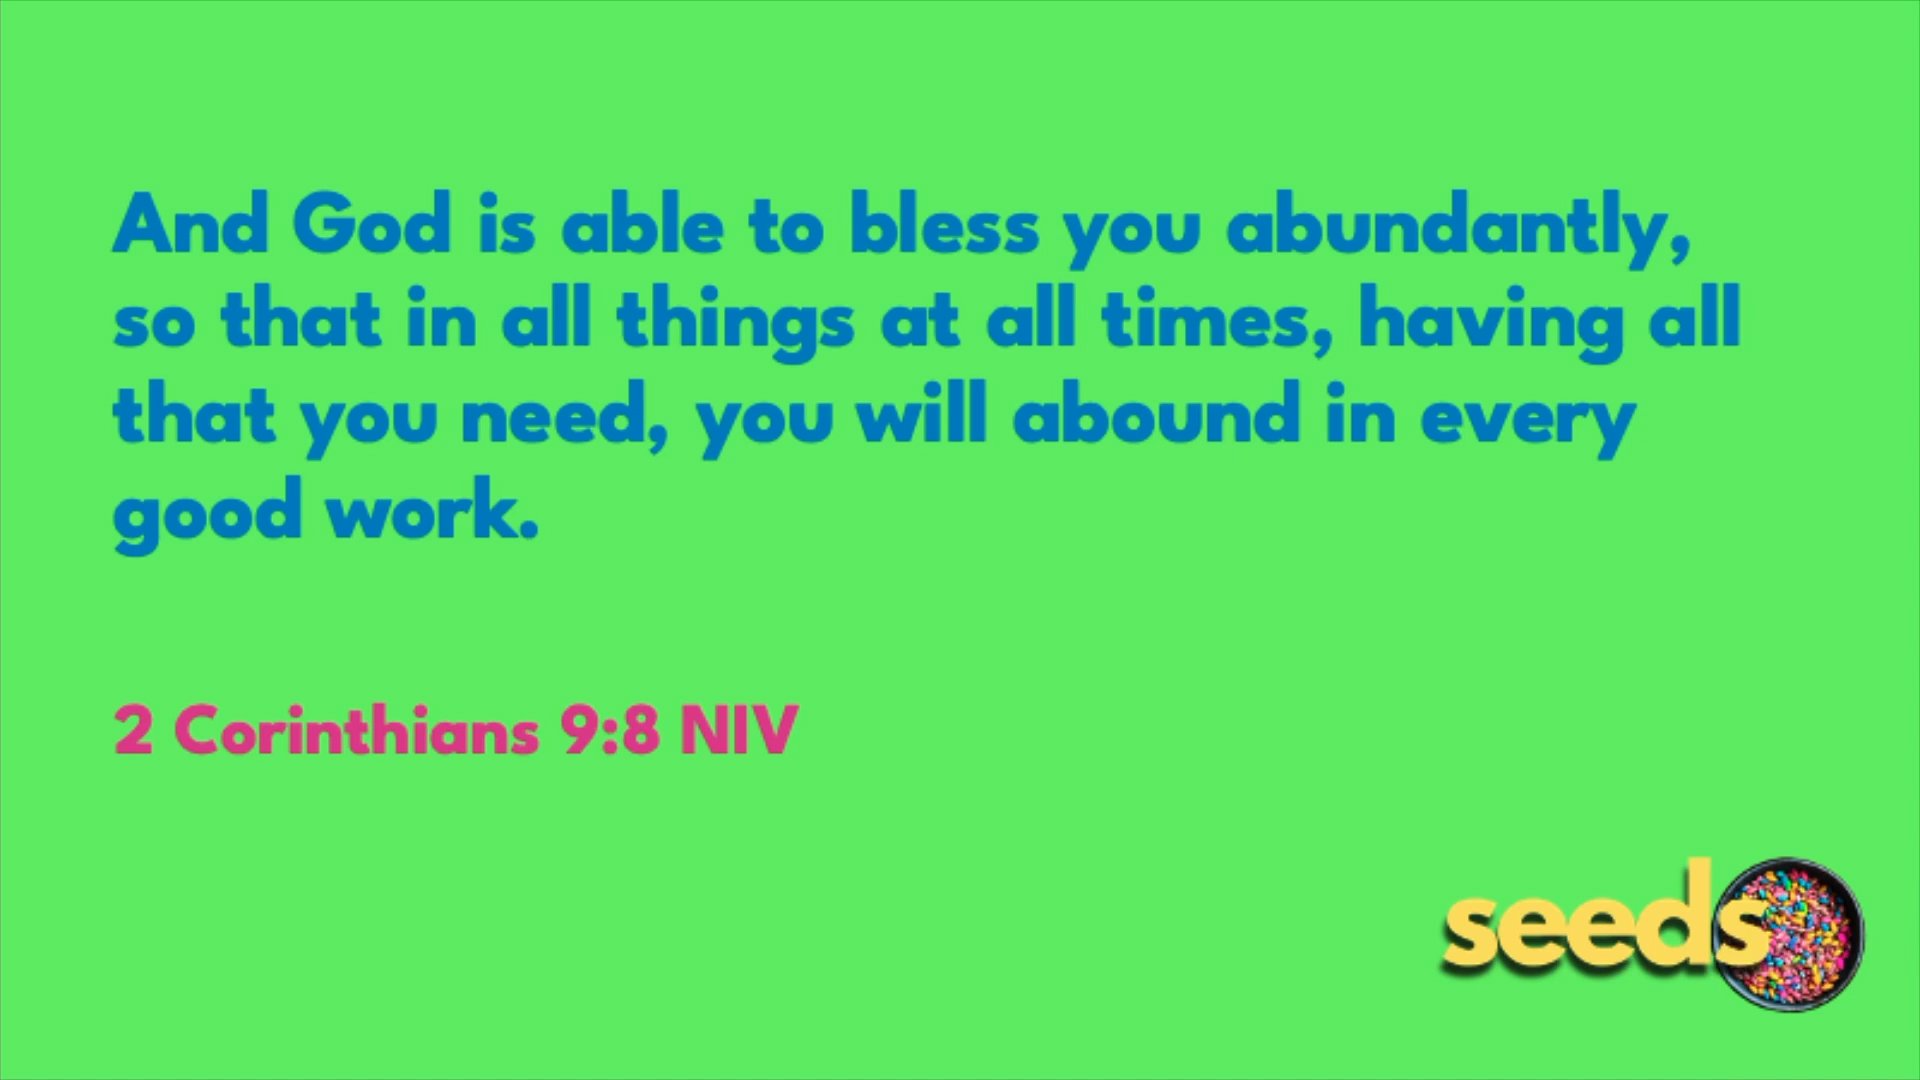 And God is able to bless you abundantly,
so that in all things at all times, having all
that you need, you will abound in every
good work.
2 Corinthians 9:8 NIV
seeds